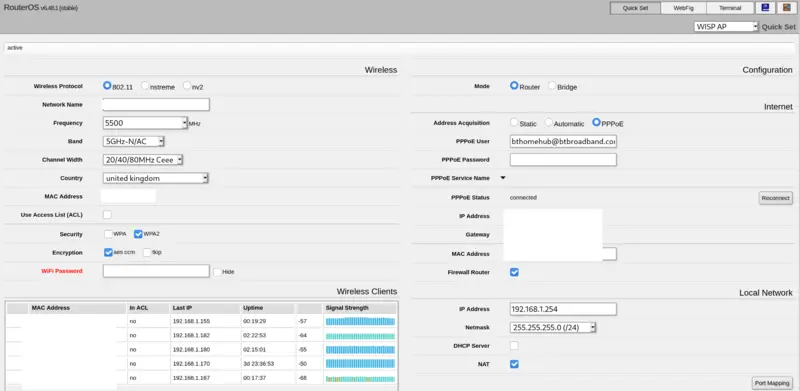 RouterOS v6.48.1 (stable)
Quick Set WebFig Terminal
WISP AP Quick Set
active
Wireless
Wireless Protocol 802.11 nstreme nv2
Network Name
Frequency 5500 MHz
Band 5GHz-N/AC
Channel Width 20/40/80MHz Ceee
Country united kingdom
MAC Address
Use Access List (ACL)
Security WPA WPA2
Encryption aes ccm tkip
WiFi Password Hide
Wireless Clients
MAC Address In ACL Last IP Uptime Signal Strength
no 192.168.1.155 00:19:29 -57
no 192.168.1.182 02:22:53 -64
no 192.168.1.180 02:15:01 -55
no 192.168.1.170 3d 23:36:53 -50
no 192.168.1.167 00:17:37 -68
Configuration
Mode Router Bridge
Internet
Address Acquisition Static Automatic PPPoE
PPPoE User bthomehub@btbroadband.co
PPPoE Password
PPPoE Service Name
PPPoE Status connected Reconnect
IP Address
Gateway
MAC Address
Firewall Router
Local Network
IP Address 192.168.1.254
Netmask 255.255.255.0 (/24)
DHCP Server
NAT
Port Mapping